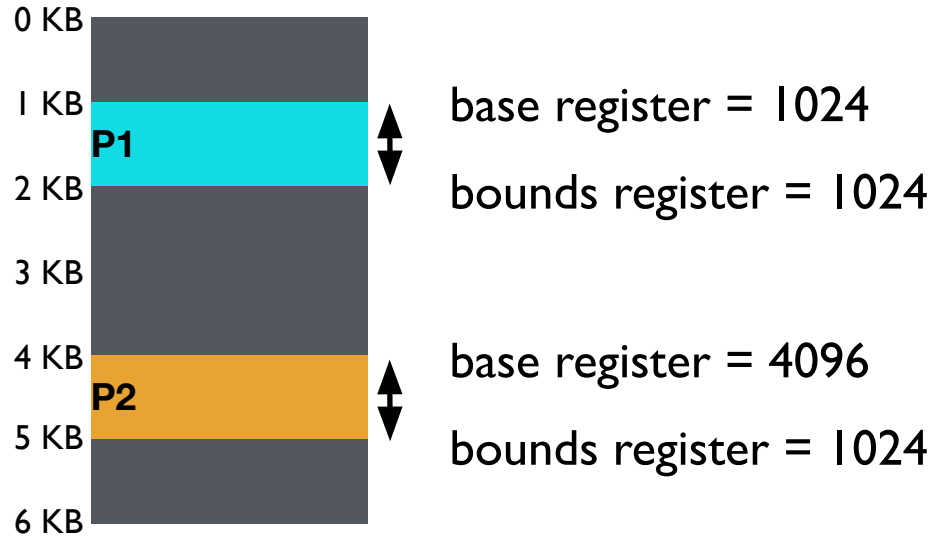 0 KB
1 KB
base register = 1024
P1
2 KB
bounds register = 1024
3 KB
4 KB
base register = 4096
P2
5 KB
bounds register = 1024
6 KB